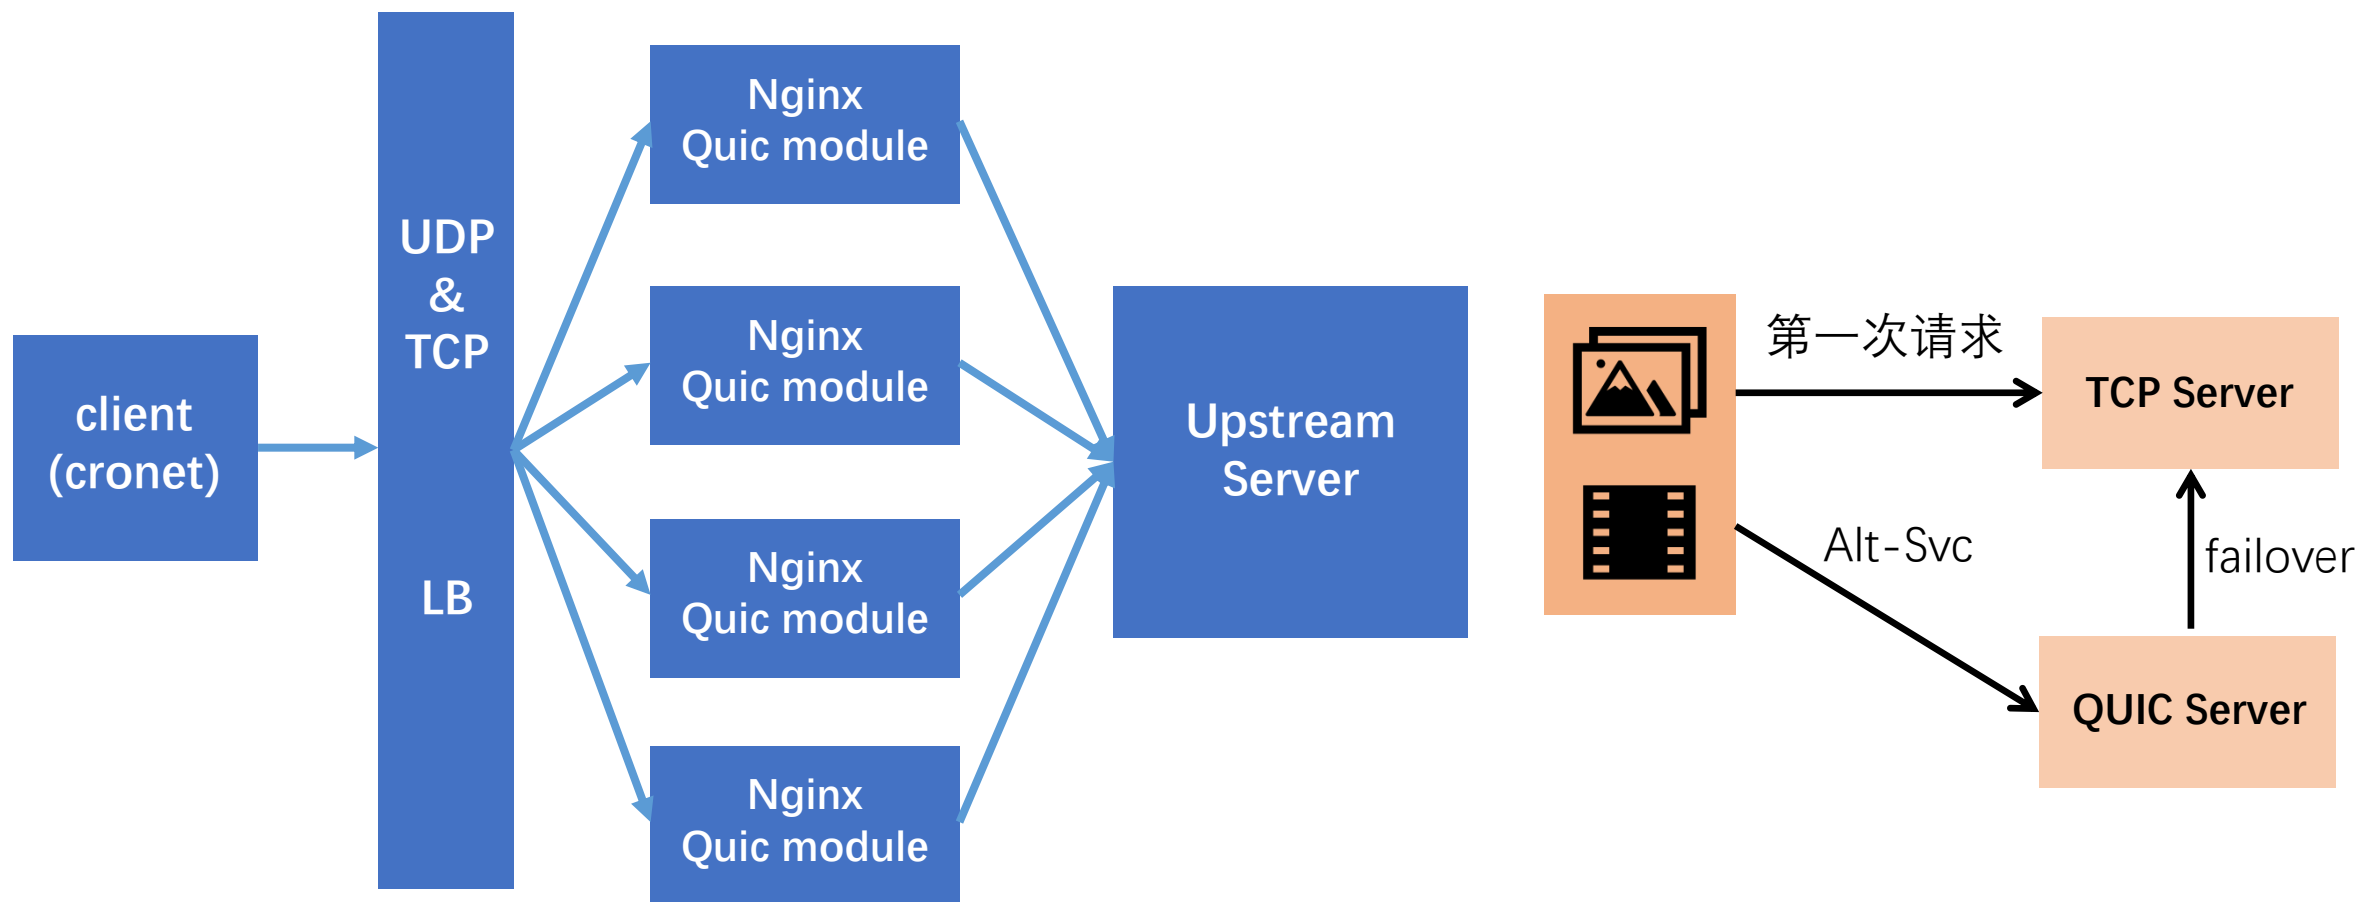 client
(cronet)
UDP
&
TCP
LB
Nginx
Quic module
Nginx
Quic module
Nginx
Quic module
Nginx
Quic module
Upstream
Server
第一次请求
TCP Server
Alt-Svc
failover
QUIC Server